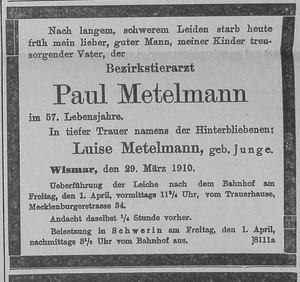 Nach langem, schwerem Leiden starb heute
früh mein lieber, guter Mann, meiner Kinder treu-
sorgender Vater, der
Bezirkstierarzt
Paul Metelmann
im 57. Lebensjahre.
In tiefer Trauer namens der Hinterbliebenen:
Luise Metelmann, geb. Junge.
Wismar, den 29. März 1910.
Ueberführung der Leiche nach dem Bahnhof am
Freitag, den 1. April, vormittags 11¾ Uhr, vom Trauerhause,
Mecklenburgerstrasse 34.
Andacht daselbst ¼ Stunde vorher.
Beisetzung in Schwerin am Freitag, den 1. April,
nachmittags 3½ Uhr vom Bahnhof aus. j8111a